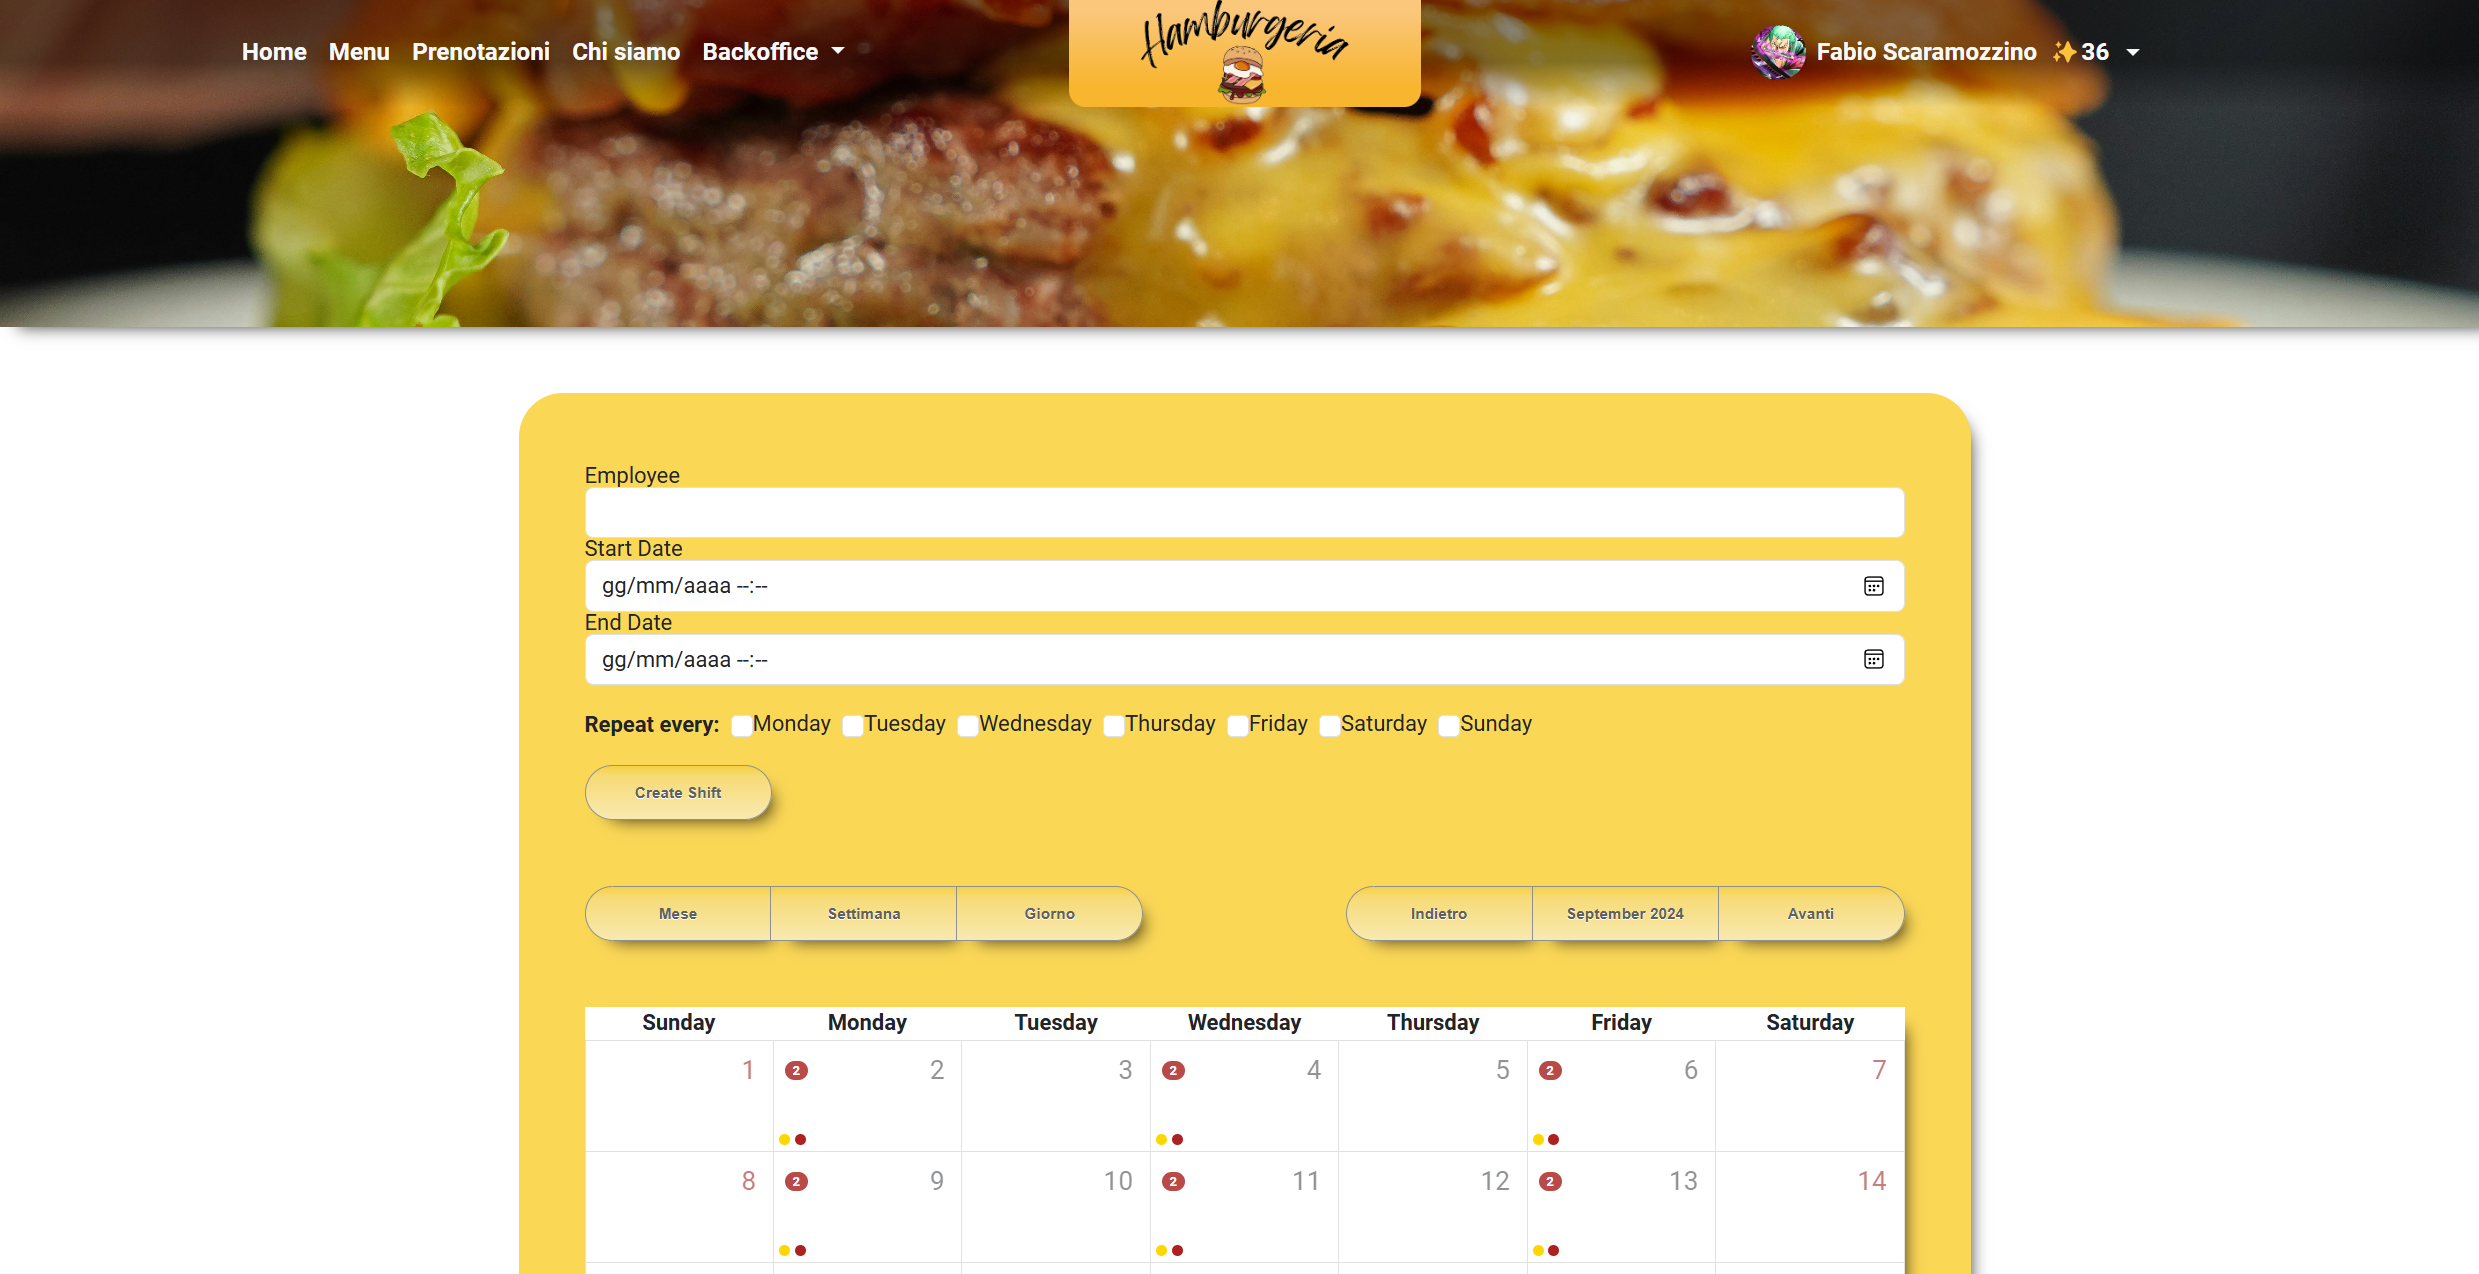 Home Menu Prenotazioni Chi siamo Backoffice
Hamburgeria
Fabio Scaramozzino ✨36
Employee
Start Date
gg/mm/aaaa --:--
End Date
gg/mm/aaaa --:--
Repeat every: Monday Tuesday Wednesday Thursday Friday Saturday Sunday
Create Shift
Mese Settimana Giorno Indietro September 2024 Avanti
Sunday Monday Tuesday Wednesday Thursday Friday Saturday
1 2 2 3 2 4 5 2 6 7
8 2 9 10 2 11 12 2 13 14